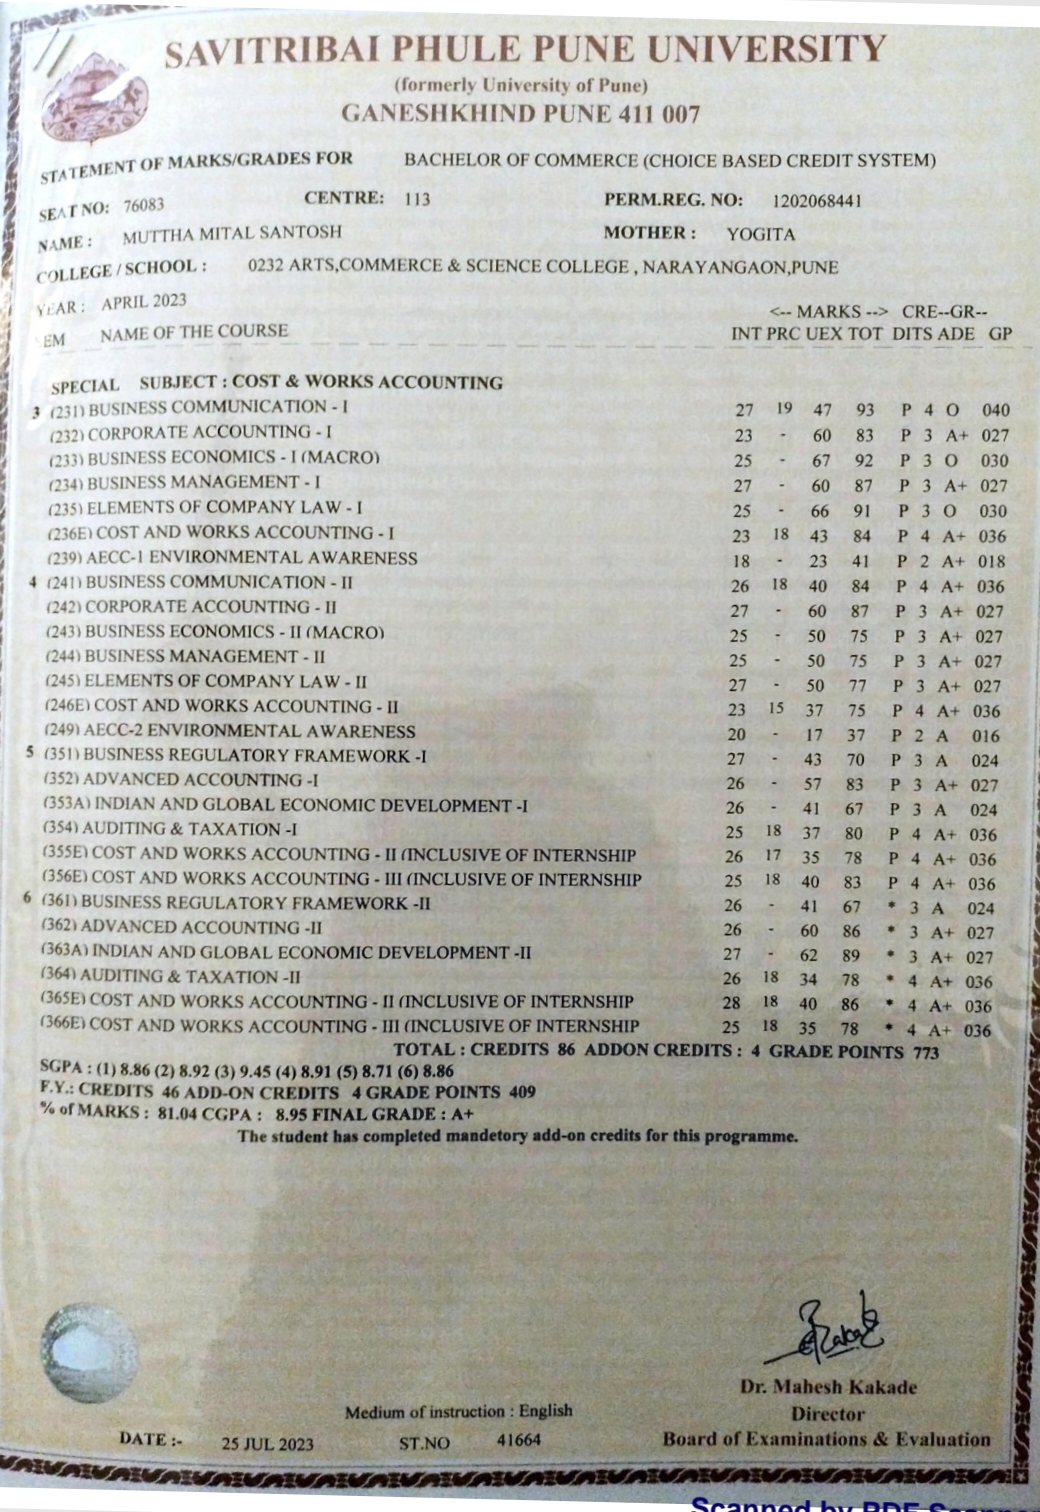 SAVITRIBAI PHULE PUNE UNIVERSITY
(formerly University of Pune)
GANESHKHIND PUNE 411 007
STATEMENT OF MARKS/GRADES FOR BACHELOR OF COMMERCE (CHOICE BASED CREDIT SYSTEM)
SEAT NO: 76083 CENTRE: 113 PERM.REG. NO: 1202068441
NAME : MUTTHA MITAL SANTOSH MOTHER : YOGITA
COLLEGE / SCHOOL : 0232 ARTS,COMMERCE & SCIENCE COLLEGE , NARAYANGAON,PUNE
YEAR : APRIL 2023
<-- MARKS --> CRE--GR--
EM NAME OF THE COURSE INT PRC UEX TOT DITS ADE GP
SPECIAL SUBJECT : COST & WORKS ACCOUNTING
3 (231) BUSINESS COMMUNICATION - I 27 19 47 93 P 4 O 040
(232) CORPORATE ACCOUNTING - I 23 - 60 83 P 3 A+ 027
(233) BUSINESS ECONOMICS - I (MACRO) 25 - 67 92 P 3 O 030
(234) BUSINESS MANAGEMENT - I 27 - 60 87 P 3 A+ 027
(235) ELEMENTS OF COMPANY LAW - I 25 - 66 91 P 3 O 030
(236E) COST AND WORKS ACCOUNTING - I 23 18 43 84 P 4 A+ 036
(239) AECC-1 ENVIRONMENTAL AWARENESS 18 - 23 41 P 2 A+ 018
4 (241) BUSINESS COMMUNICATION - II 26 18 40 84 P 4 A+ 036
(242) CORPORATE ACCOUNTING - II 27 - 60 87 P 3 A+ 027
(243) BUSINESS ECONOMICS - II (MACRO) 25 - 50 75 P 3 A+ 027
(244) BUSINESS MANAGEMENT - II 25 - 50 75 P 3 A+ 027
(245) ELEMENTS OF COMPANY LAW - II 27 - 50 77 P 3 A+ 027
(246E) COST AND WORKS ACCOUNTING - II 23 15 37 75 P 4 A+ 036
(249) AECC-2 ENVIRONMENTAL AWARENESS 20 - 17 37 P 2 A 016
5 (351) BUSINESS REGULATORY FRAMEWORK -I 27 - 43 70 P 3 A 024
(352) ADVANCED ACCOUNTING -I 26 - 57 83 P 3 A+ 027
(353A) INDIAN AND GLOBAL ECONOMIC DEVELOPMENT -I 26 - 41 67 P 3 A 024
(354) AUDITING & TAXATION -I 25 18 37 80 P 4 A+ 036
(355E) COST AND WORKS ACCOUNTING - II (INCLUSIVE OF INTERNSHIP 26 17 35 78 P 4 A+ 036
(356E) COST AND WORKS ACCOUNTING - III (INCLUSIVE OF INTERNSHIP 25 18 40 83 P 4 A+ 036
6 (361) BUSINESS REGULATORY FRAMEWORK -II 26 - 41 67 * 3 A 024
(362) ADVANCED ACCOUNTING -II 26 - 60 86 * 3 A+ 027
(363A) INDIAN AND GLOBAL ECONOMIC DEVELOPMENT -II 27 - 62 89 * 3 A+ 027
(364) AUDITING & TAXATION -II 26 18 34 78 * 4 A+ 036
(365E) COST AND WORKS ACCOUNTING - II (INCLUSIVE OF INTERNSHIP 28 18 40 86 * 4 A+ 036
(366E) COST AND WORKS ACCOUNTING - III (INCLUSIVE OF INTERNSHIP 25 18 35 78 * 4 A+ 036
TOTAL : CREDITS 86 ADDON CREDITS : 4 GRADE POINTS 773
SGPA : (1) 8.86 (2) 8.92 (3) 9.45 (4) 8.91 (5) 8.71 (6) 8.86
F.Y.: CREDITS 46 ADD-ON CREDITS 4 GRADE POINTS 409
% of MARKS : 81.04 CGPA : 8.95 FINAL GRADE : A+
The student has completed mandetory add-on credits for this programme.
Dr. Mahesh Kakade
Director
Board of Examinations & Evaluation
Medium of instruction : English
DATE :- 25 JUL 2023 ST.NO 41664